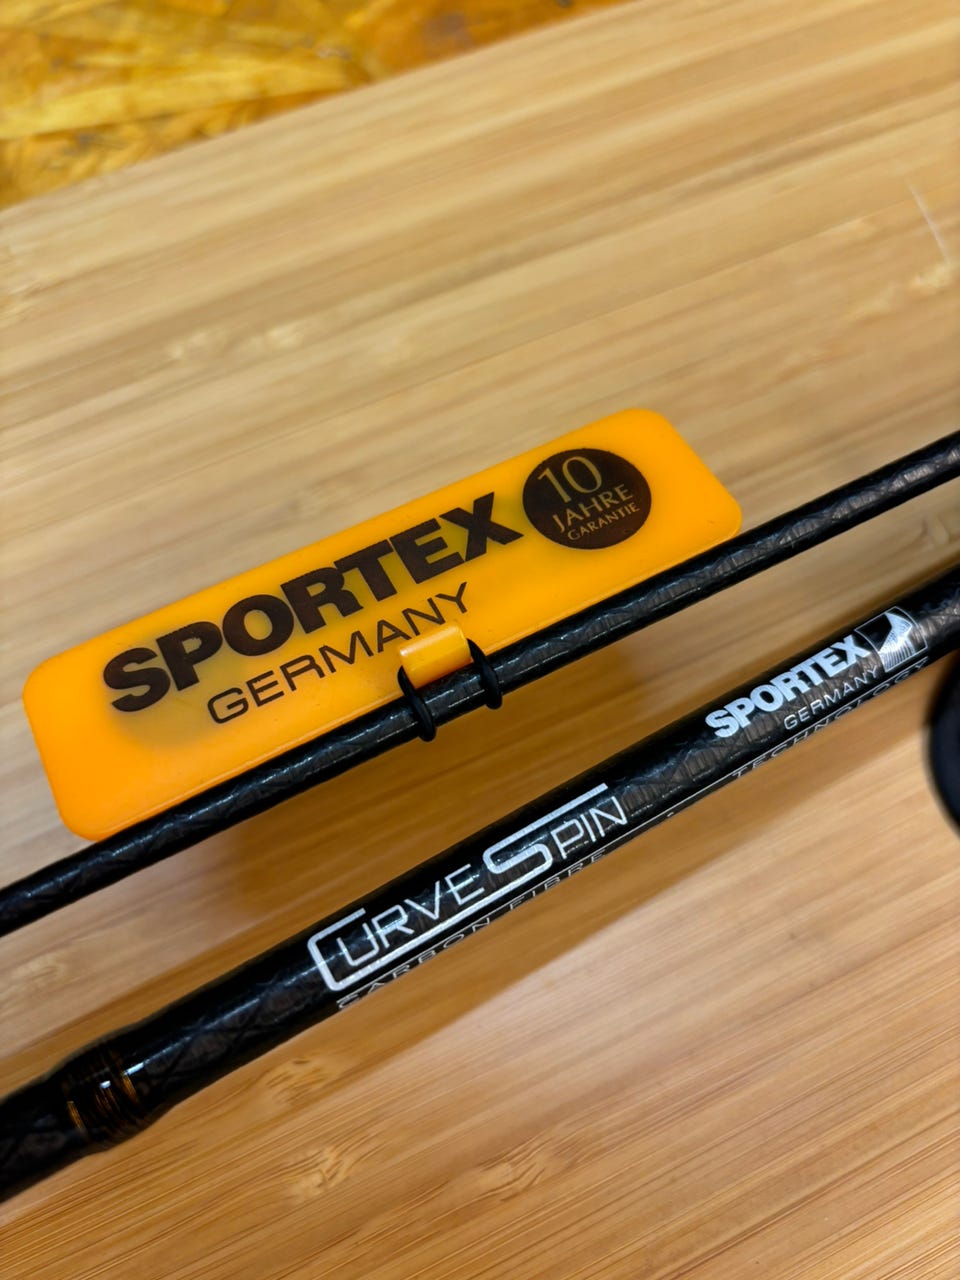 SPORTEX
GERMANY
10
JAHRE
GARANTIE
SPORTEX
GERMANY
CURVE SPIN
CARBON FIBRE TECHNOLOGY